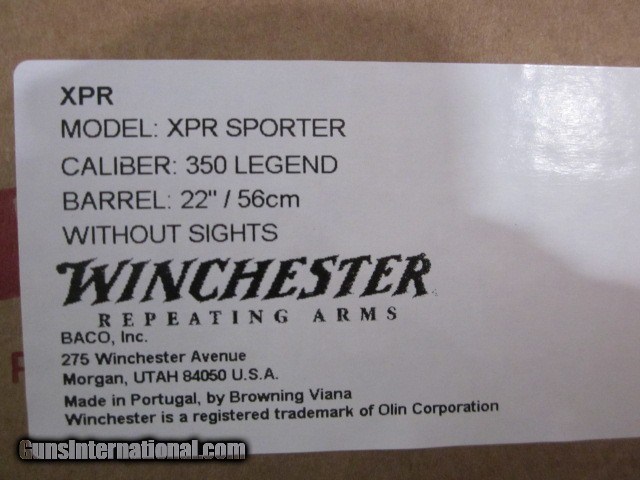 XPR
MODEL: XPR SPORTER
CALIBER: 350 LEGEND
BARREL: 22" / 56cm
WITHOUT SIGHTS
WINCHESTER
REPEATING ARMS
BACO, Inc.
275 Winchester Avenue
Morgan, UTAH 84050 U.S.A.
Made in Portugal, by Browning Viana
Winchester is a registered trademark of Olin Corporation
GunsInternational.com